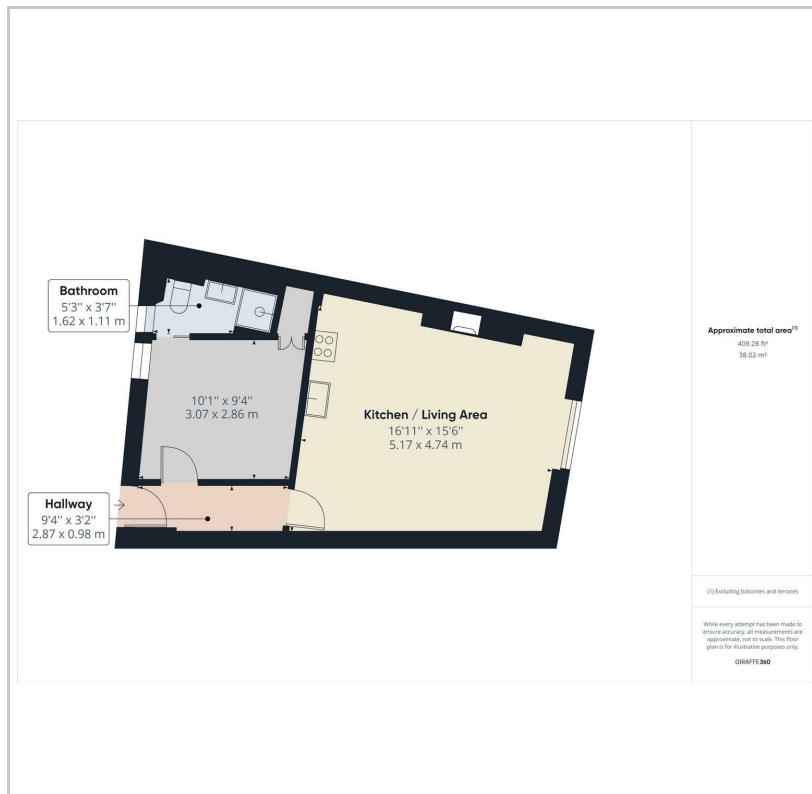 Bathroom
5'3" x 3'7"
1.62 x 1.11 m
10'1" x 9'4"
3.07 x 2.86 m
Kitchen / Living Area
16'11" x 15'6"
5.17 x 4.74 m
Hallway
9'4" x 3'2"
2.87 x 0.98 m
Approximate total area(1)
409.28 ft²
38.02 m²
(1) Excluding balconies and terraces
While every attempt has been made to
ensure accuracy, all measurements are
approximate, not to scale. This floor
plan is for illustrative purposes only.
GIRAFFE360